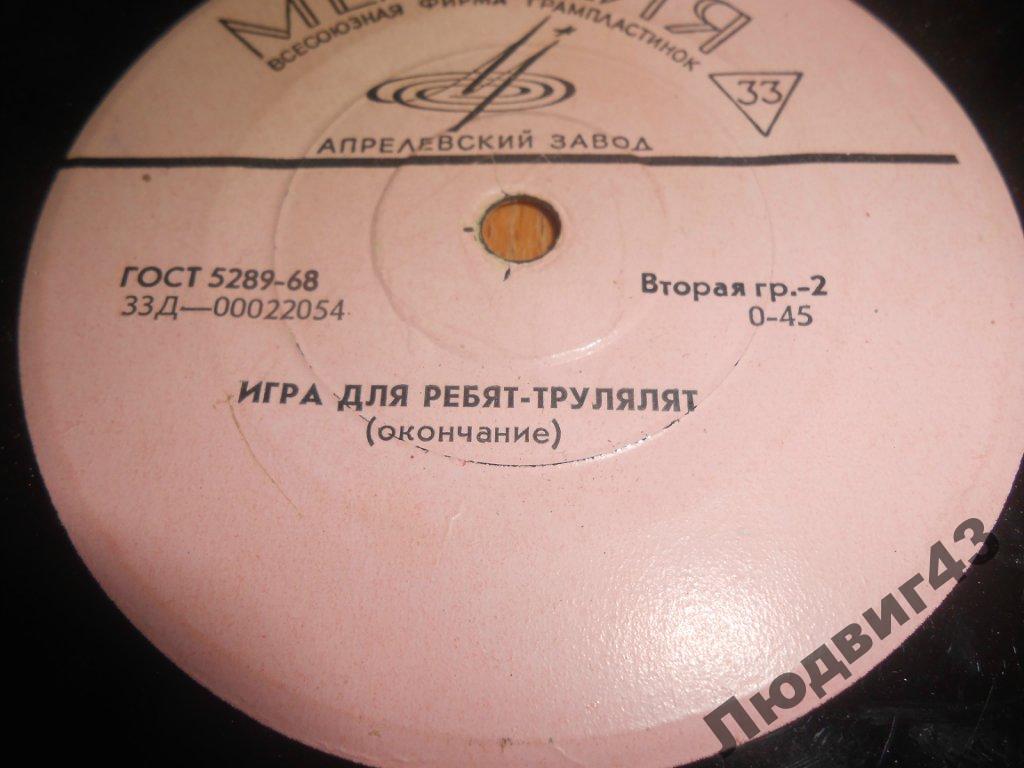 ВСЕСОЮЗНАЯ ФИРМА ГРАМПЛАСТИНОК
33
АПРЕЛЕВСКИЙ ЗАВОД
ГОСТ 5289-68
33Д—00022054
Вторая гр.-2
0-45
ИГРА ДЛЯ РЕБЯТ-ТРУЛЯЛЯТ
(окончание)
Людвиг43